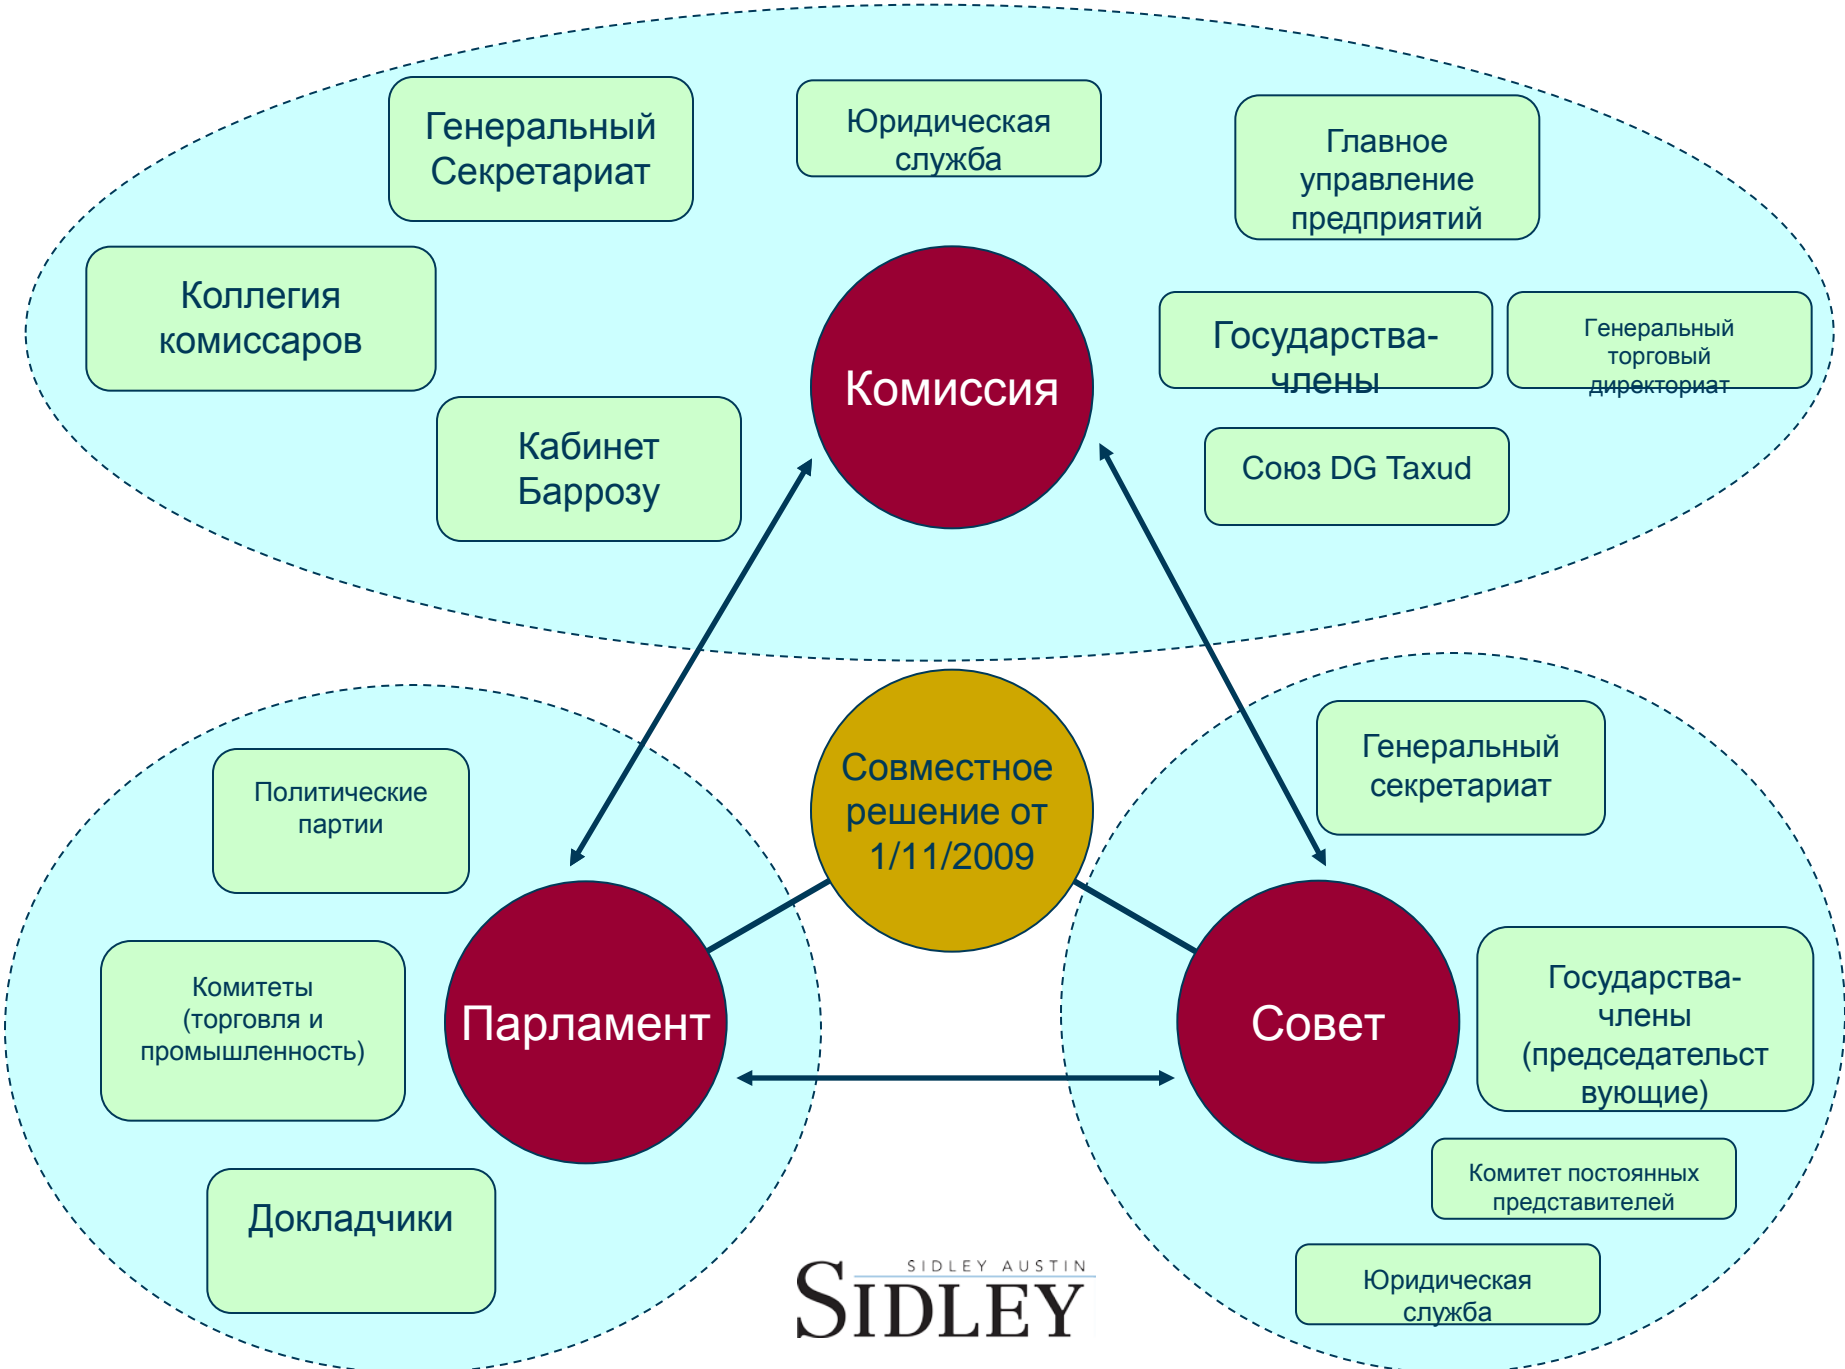 Генеральный
Секретариат
Юридическая
служба
Главное
управление
предприятий
Коллегия
комиссаров
Комиссия
Государства-
члены
Генеральный
торговый
директориат
Кабинет
Баррозу
Союз DG Taxud
Совместное
решение от
1/11/2009
Политические
партии
Комитеты
(торговля и
промышленность)
Парламент
Докладчики
Генеральный
секретариат
Совет
Государства-
члены
(председательст
вующие)
Комитет постоянных
представителей
Юридическая
служба
SIDLEY AUSTIN
SIDLEY